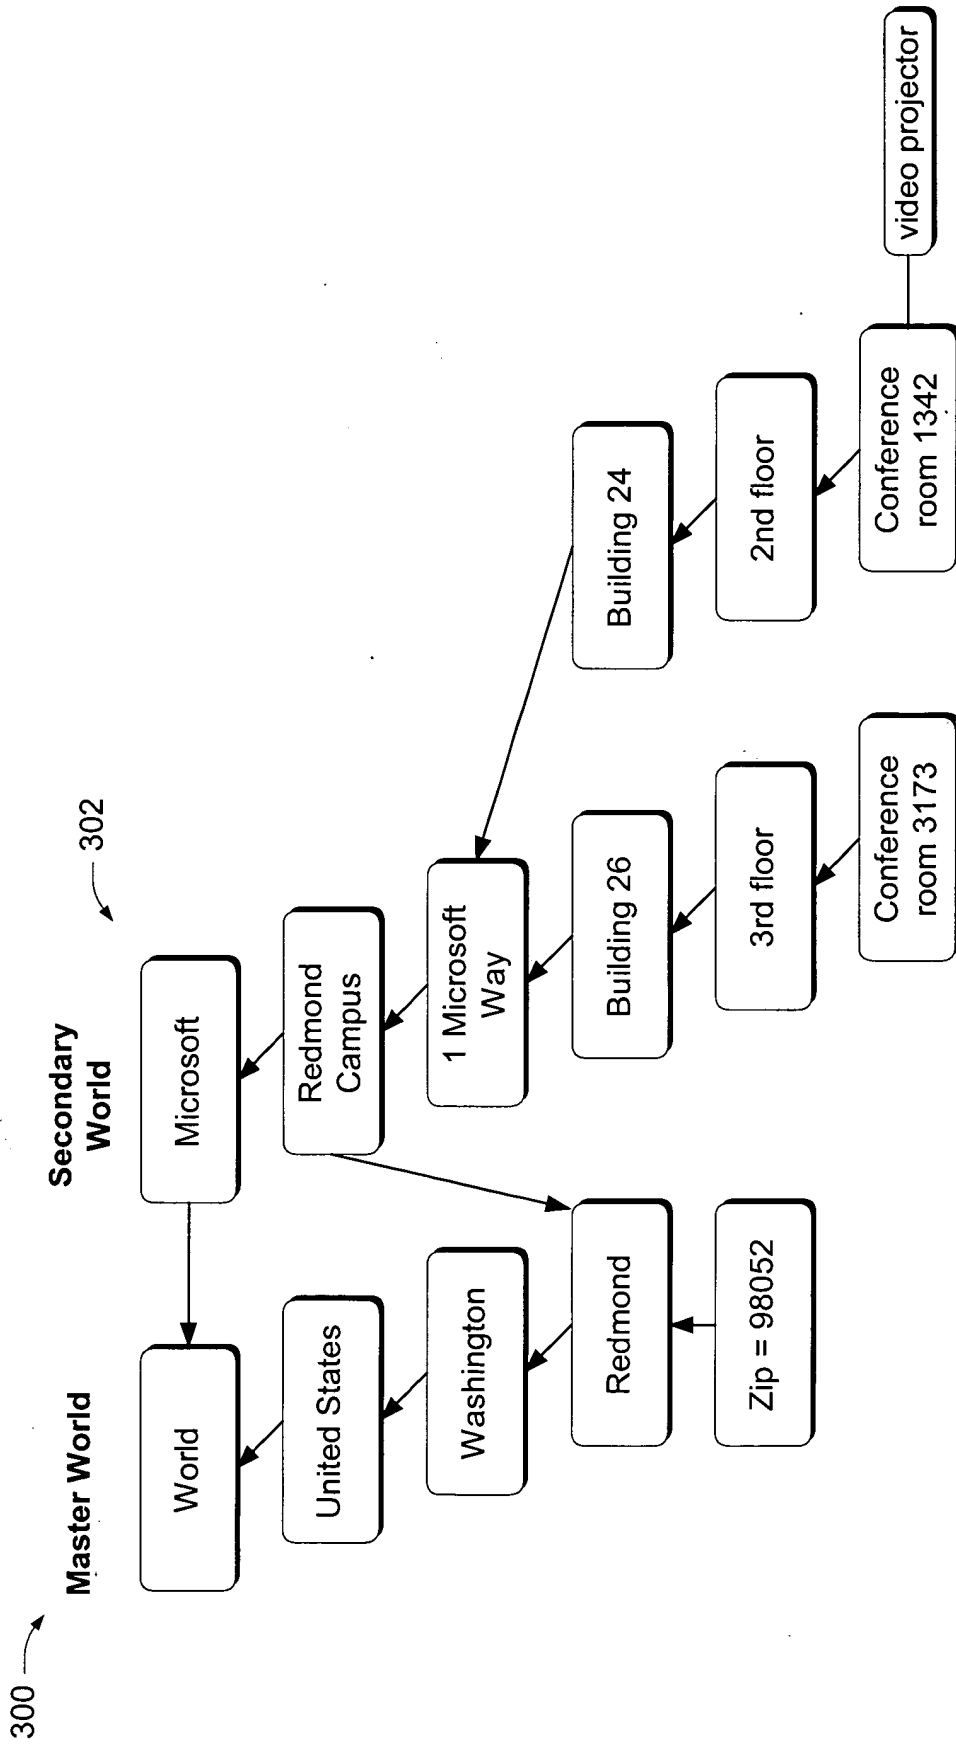 300
Master World
Secondary
World
302
World
Microsoft
United States
Redmond
Campus
Washington
1 Microsoft
Way
Redmond
Building 26
Building 24
Zip = 98052
3rd floor
2nd floor
Conference
room 3173
Conference
room 1342
video projector